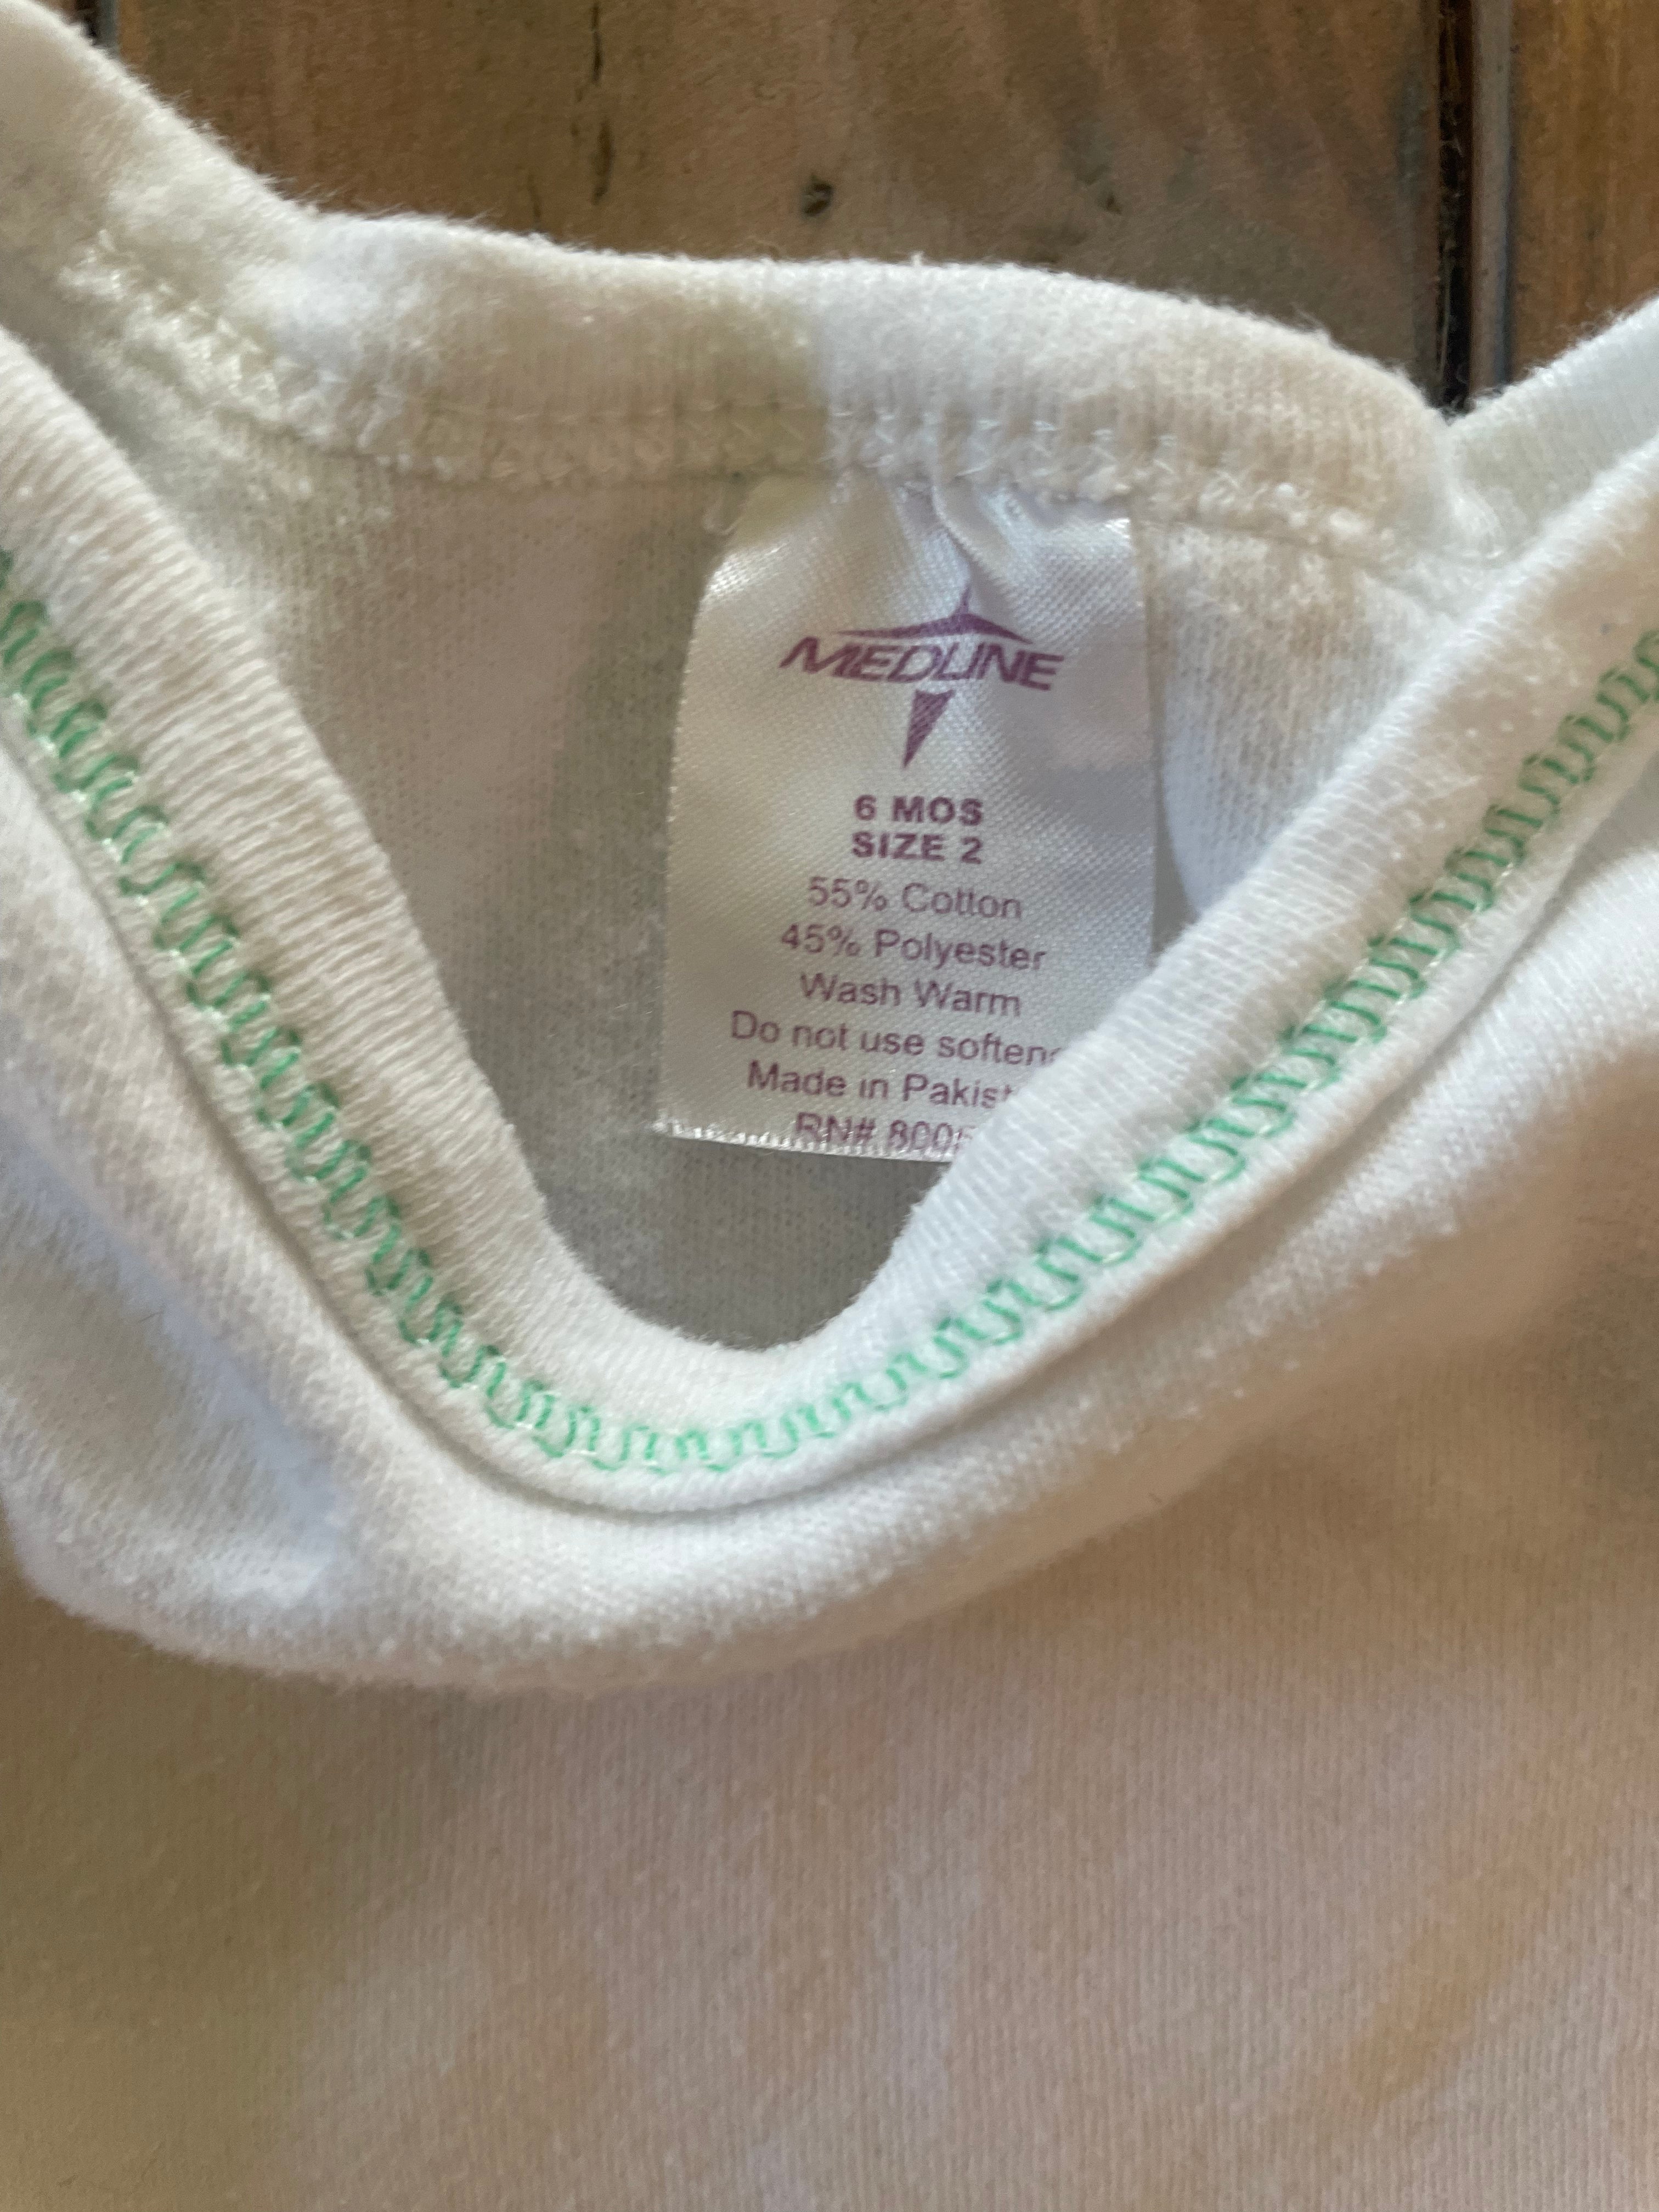 MEDLINE
6 MOS
SIZE 2
55% Cotton
45% Polyester
Wash Warm
Do not use
Made in
RN#